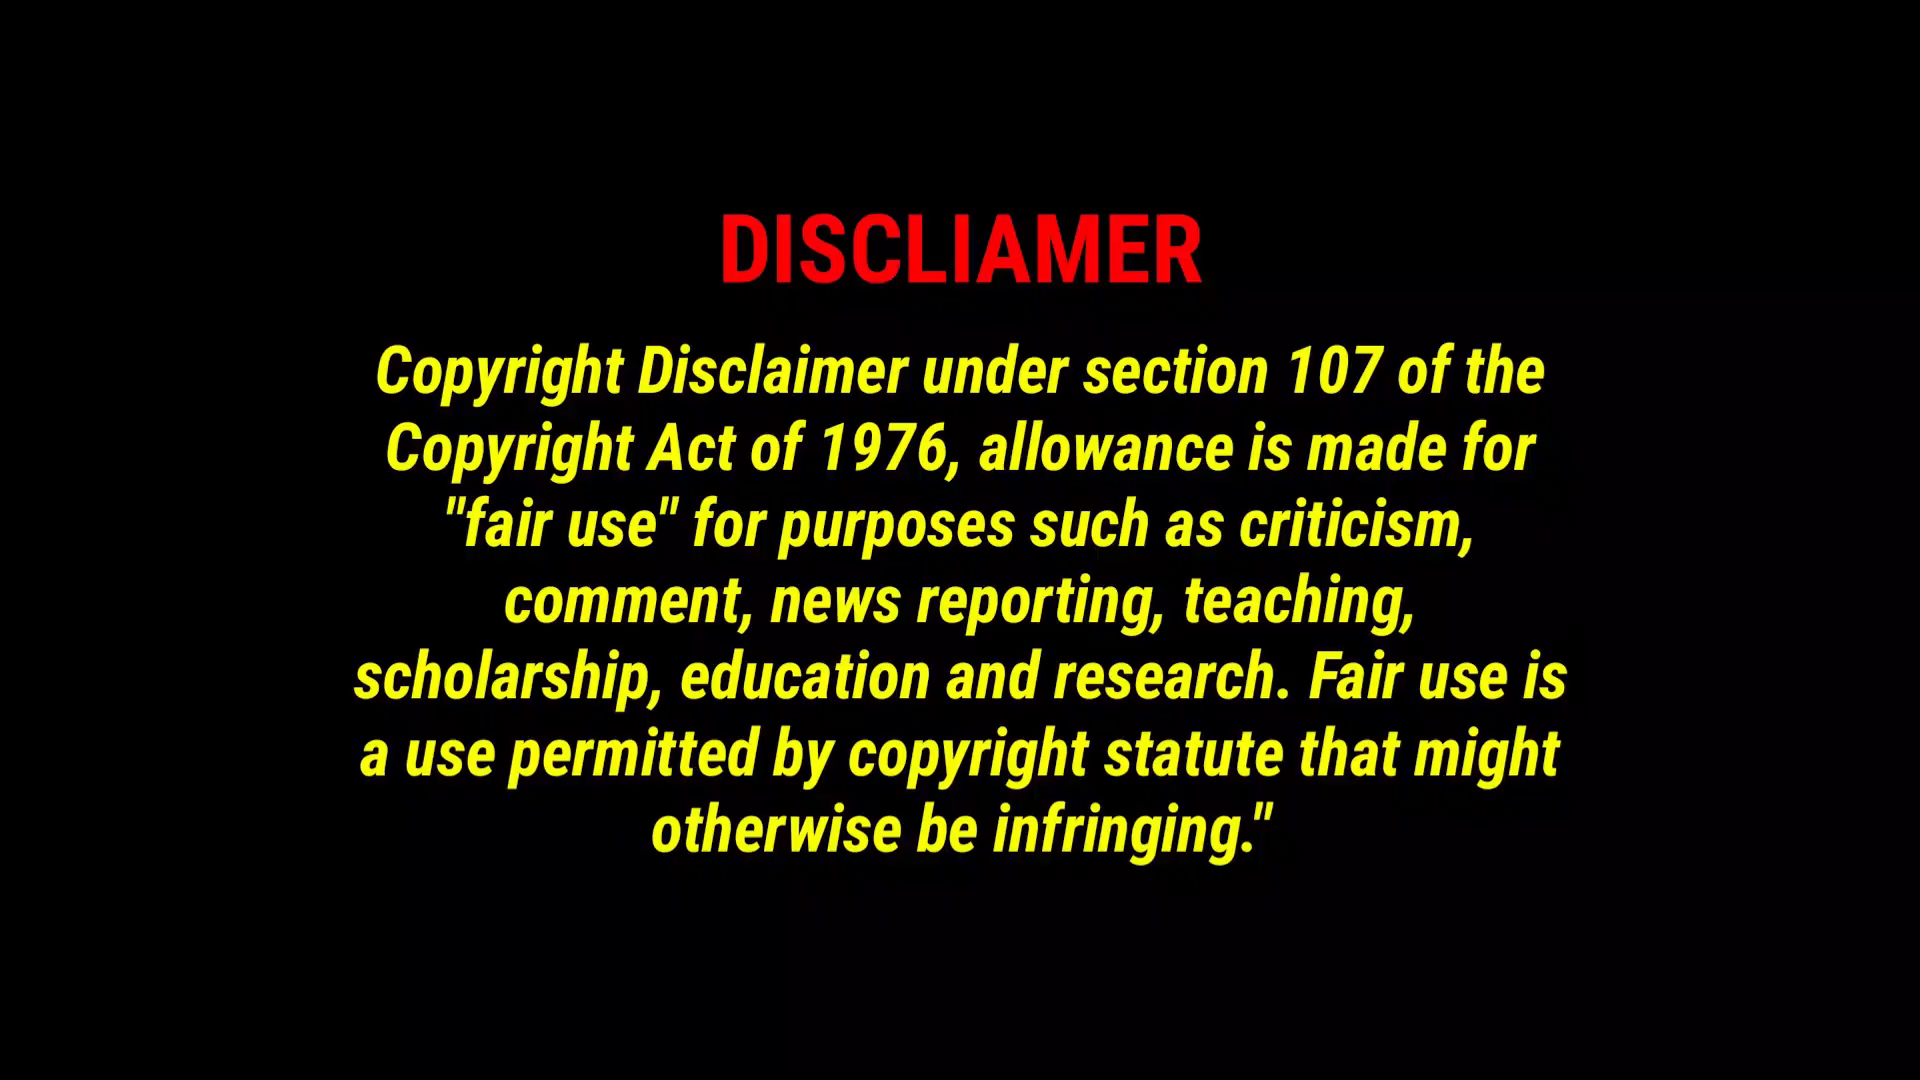 DISCLIAMER
Copyright Disclaimer under section 107 of the
Copyright Act of 1976, allowance is made for
"fair use" for purposes such as criticism,
comment, news reporting, teaching,
scholarship, education and research. Fair use is
a use permitted by copyright statute that might
otherwise be infringing."